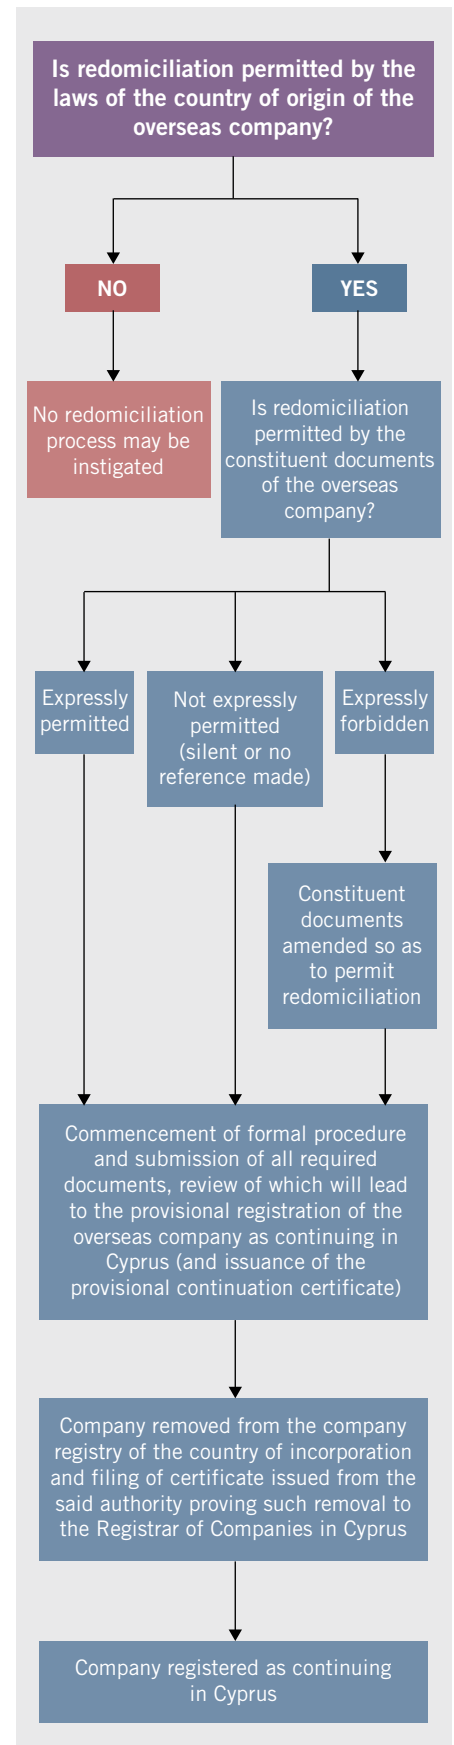 Is redomiciliation permitted by the
laws of the country of origin of the
overseas company?
NO
YES
No redomiciliation
process may be
instigated
Is redomiciliation
permitted by the
constituent documents
of the overseas
company?
Expressly
permitted
Not expressly
permitted
(silent or no
reference made)
Expressly
forbidden
Constituent
documents
amended so as
to permit
redomiciliation
Commencement of formal procedure
and submission of all required
documents, review of which will lead
to the provisional registration of the
overseas company as continuing in
Cyprus (and issuance of the
provisional continuation certificate)
Company removed from the company
registry of the country of incorporation
and filing of certificate issued from the
said authority proving such removal to
the Registrar of Companies in Cyprus
Company registered as continuing
in Cyprus